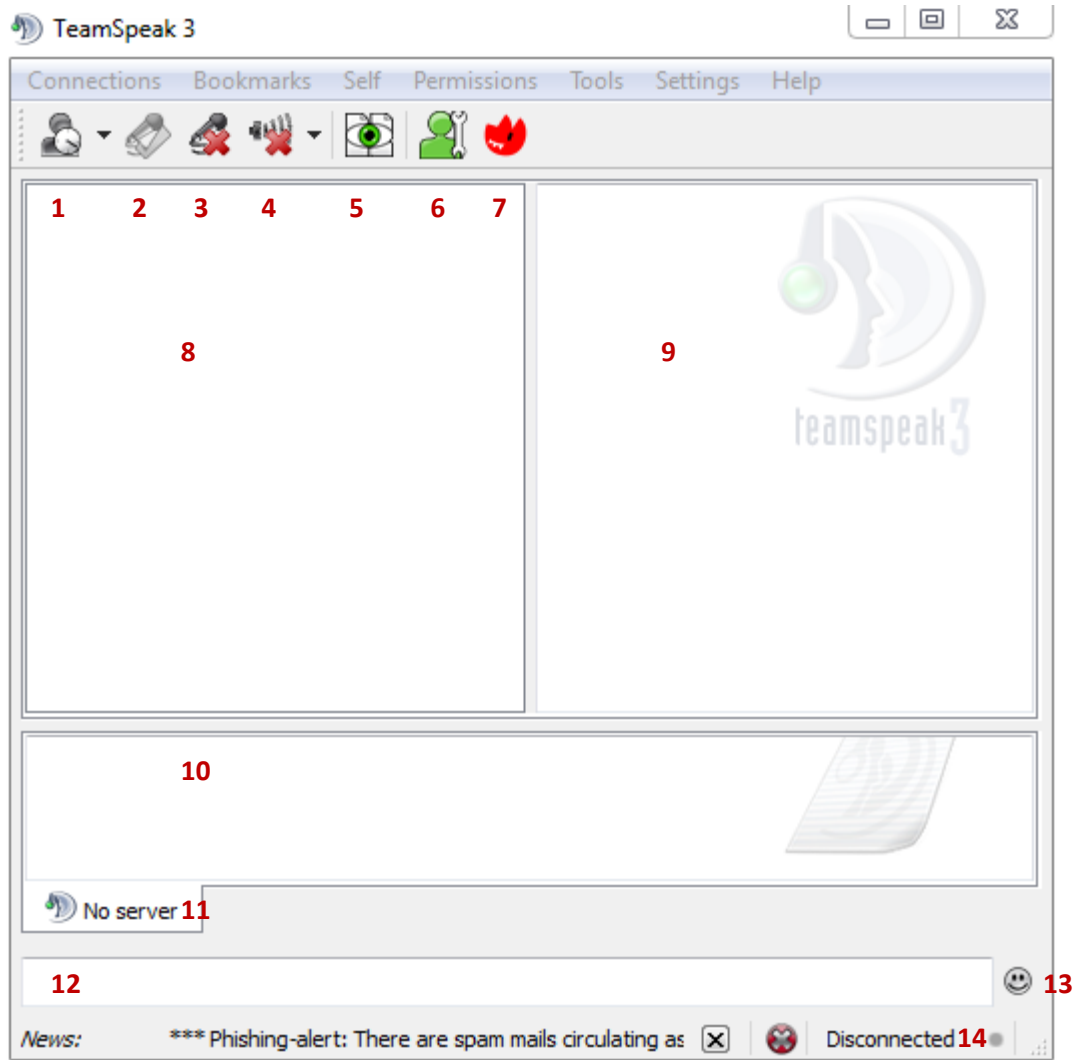 TeamSpeak 3
Connections Bookmarks Self Permissions Tools Settings Help
1 2 3 4 5 6 7
8 9
teamspeak3
10
No server 11
12 13
News: *** Phishing-alert: There are spam mails circulating as Disconnected 14